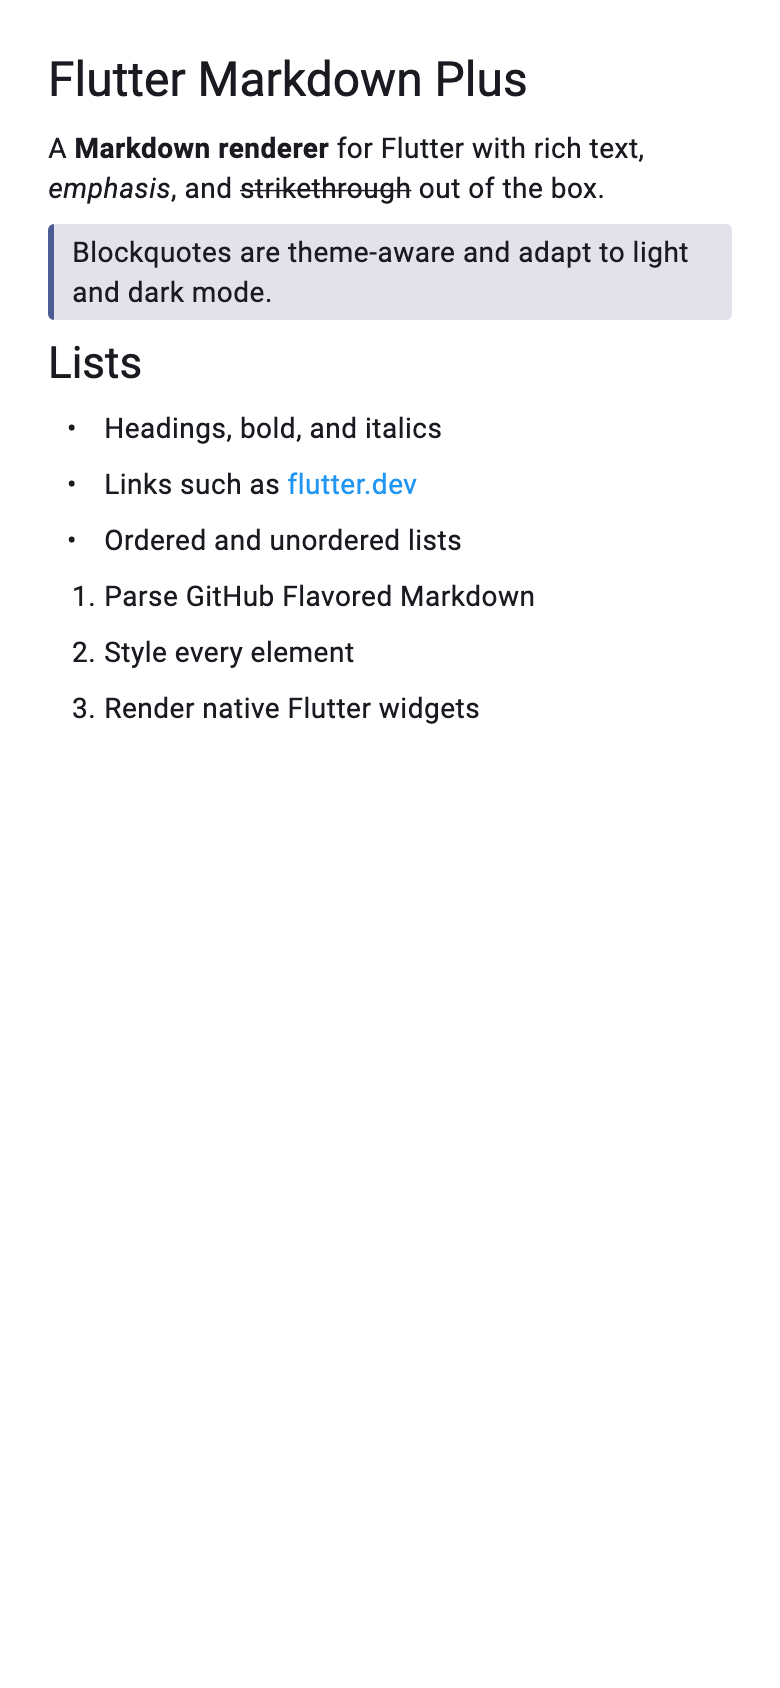 Flutter Markdown Plus
A Markdown renderer for Flutter with rich text,
emphasis, and strikethrough out of the box.
Blockquotes are theme-aware and adapt to light
and dark mode.
Lists
• Headings, bold, and italics
• Links such as flutter.dev
• Ordered and unordered lists
1. Parse GitHub Flavored Markdown
2. Style every element
3. Render native Flutter widgets